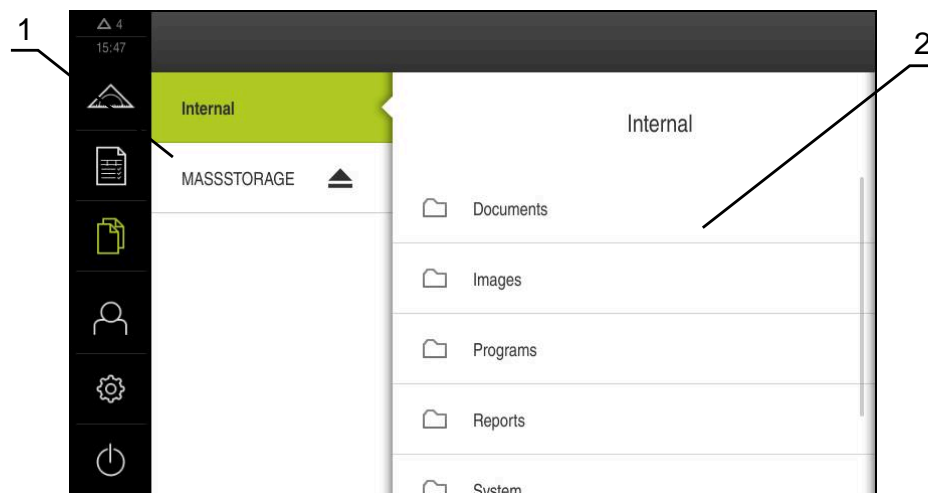 1
2
4
15:47
Internal
MASSSTORAGE
Internal
Documents
Images
Programs
Reports
System